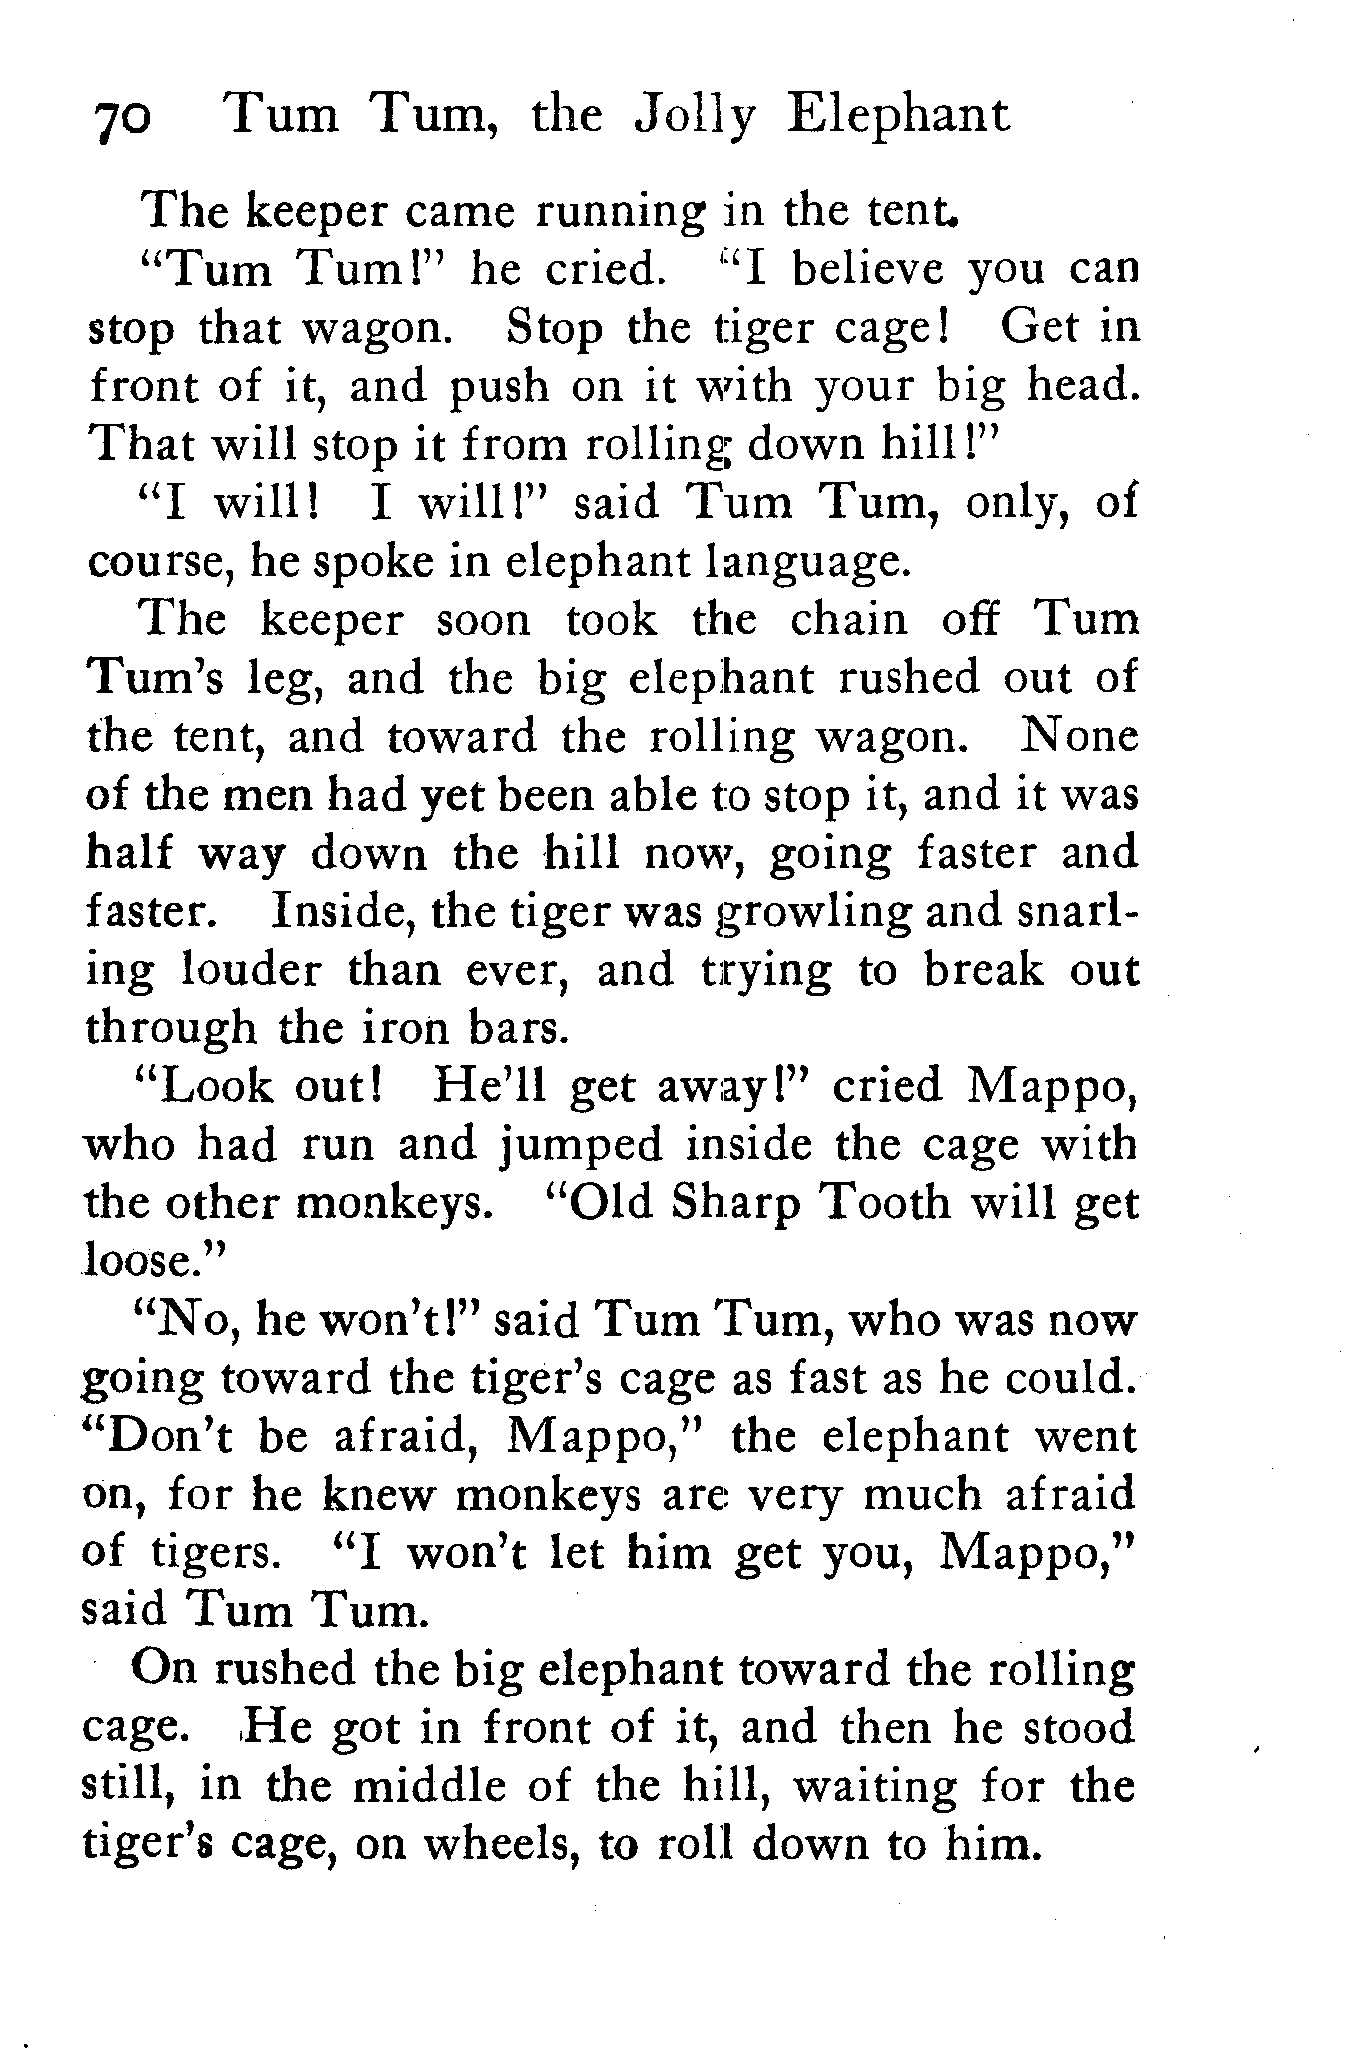 70 Tum Tum, the Jolly Elephant
The keeper came running in the tent.
“Tum Tum!” he cried. “I believe you can
stop that wagon. Stop the tiger cage! Get in
front of it, and push on it with your big head.
That will stop it from rolling down hill!”
“I will! I will!” said Tum Tum, only, of
course, he spoke in elephant language.
The keeper soon took the chain off Tum
Tum’s leg, and the big elephant rushed out of
the tent, and toward the rolling wagon. None
of the men had yet been able to stop it, and it was
half way down the hill now, going faster and
faster. Inside, the tiger was growling and snarl-
ing louder than ever, and trying to break out
through the iron bars.
“Look out! He’ll get away!” cried Mappo,
who had run and jumped inside the cage with
the other monkeys. “Old Sharp Tooth will get
loose.”
“No, he won’t!” said Tum Tum, who was now
going toward the tiger’s cage as fast as he could.
“Don’t be afraid, Mappo,” the elephant went
on, for he knew monkeys are very much afraid
of tigers. “I won’t let him get you, Mappo,”
said Tum Tum.
On rushed the big elephant toward the rolling
cage. He got in front of it, and then he stood
still, in the middle of the hill, waiting for the
tiger’s cage, on wheels, to roll down to him.